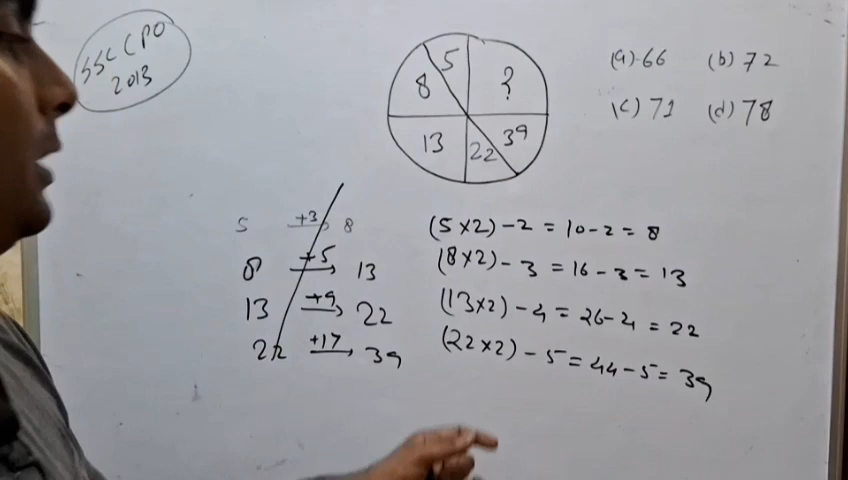 SSC CPO
2013
5
8
?
13
22
39
(a) 66 (b) 72
(c) 71 (d) 78
5 +3 8
8 +5 13
13 +9 22
22 +17 39
(5×2)-2 = 10-2 = 8
(8×2)-3 = 16-3 = 13
(13×2)-4 = 26-4 = 22
(22×2)-5 = 44-5 = 39